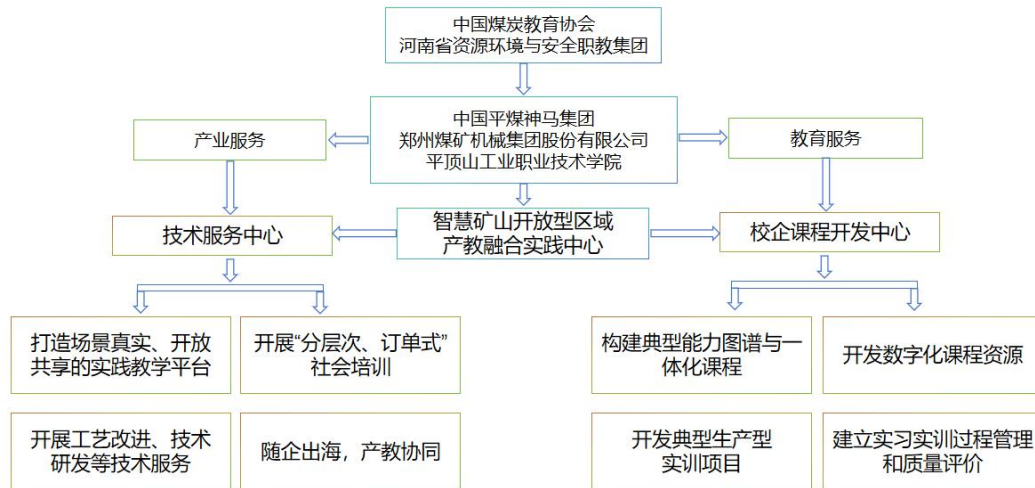 中国煤炭教育协会
河南省资源环境与安全职教集团
产业服务
中国平煤神马集团
郑州煤矿机械集团股份有限公司
平顶山工业职业技术学院
教育服务
技术服务中心
智慧矿山开放型区域
产教融合实践中心
校企课程开发中心
打造场景真实、开放
共享的实践教学平台
开展“分层次、订单式”
社会培训
构建典型能力图谱与一
体化课程
开发数字化课程资源
开展工艺改进、技术
研发等技术服务
随企出海，产教协同
开发典型生产型
实训项目
建立实习实训过程管理
和质量评价